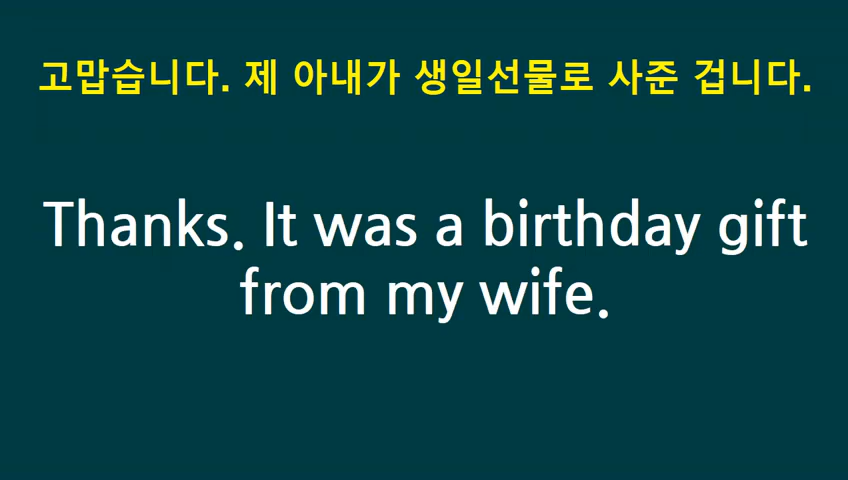 고맙습니다. 제 아내가 생일선물로 사준 겁니다.
Thanks. It was a birthday gift
from my wife.